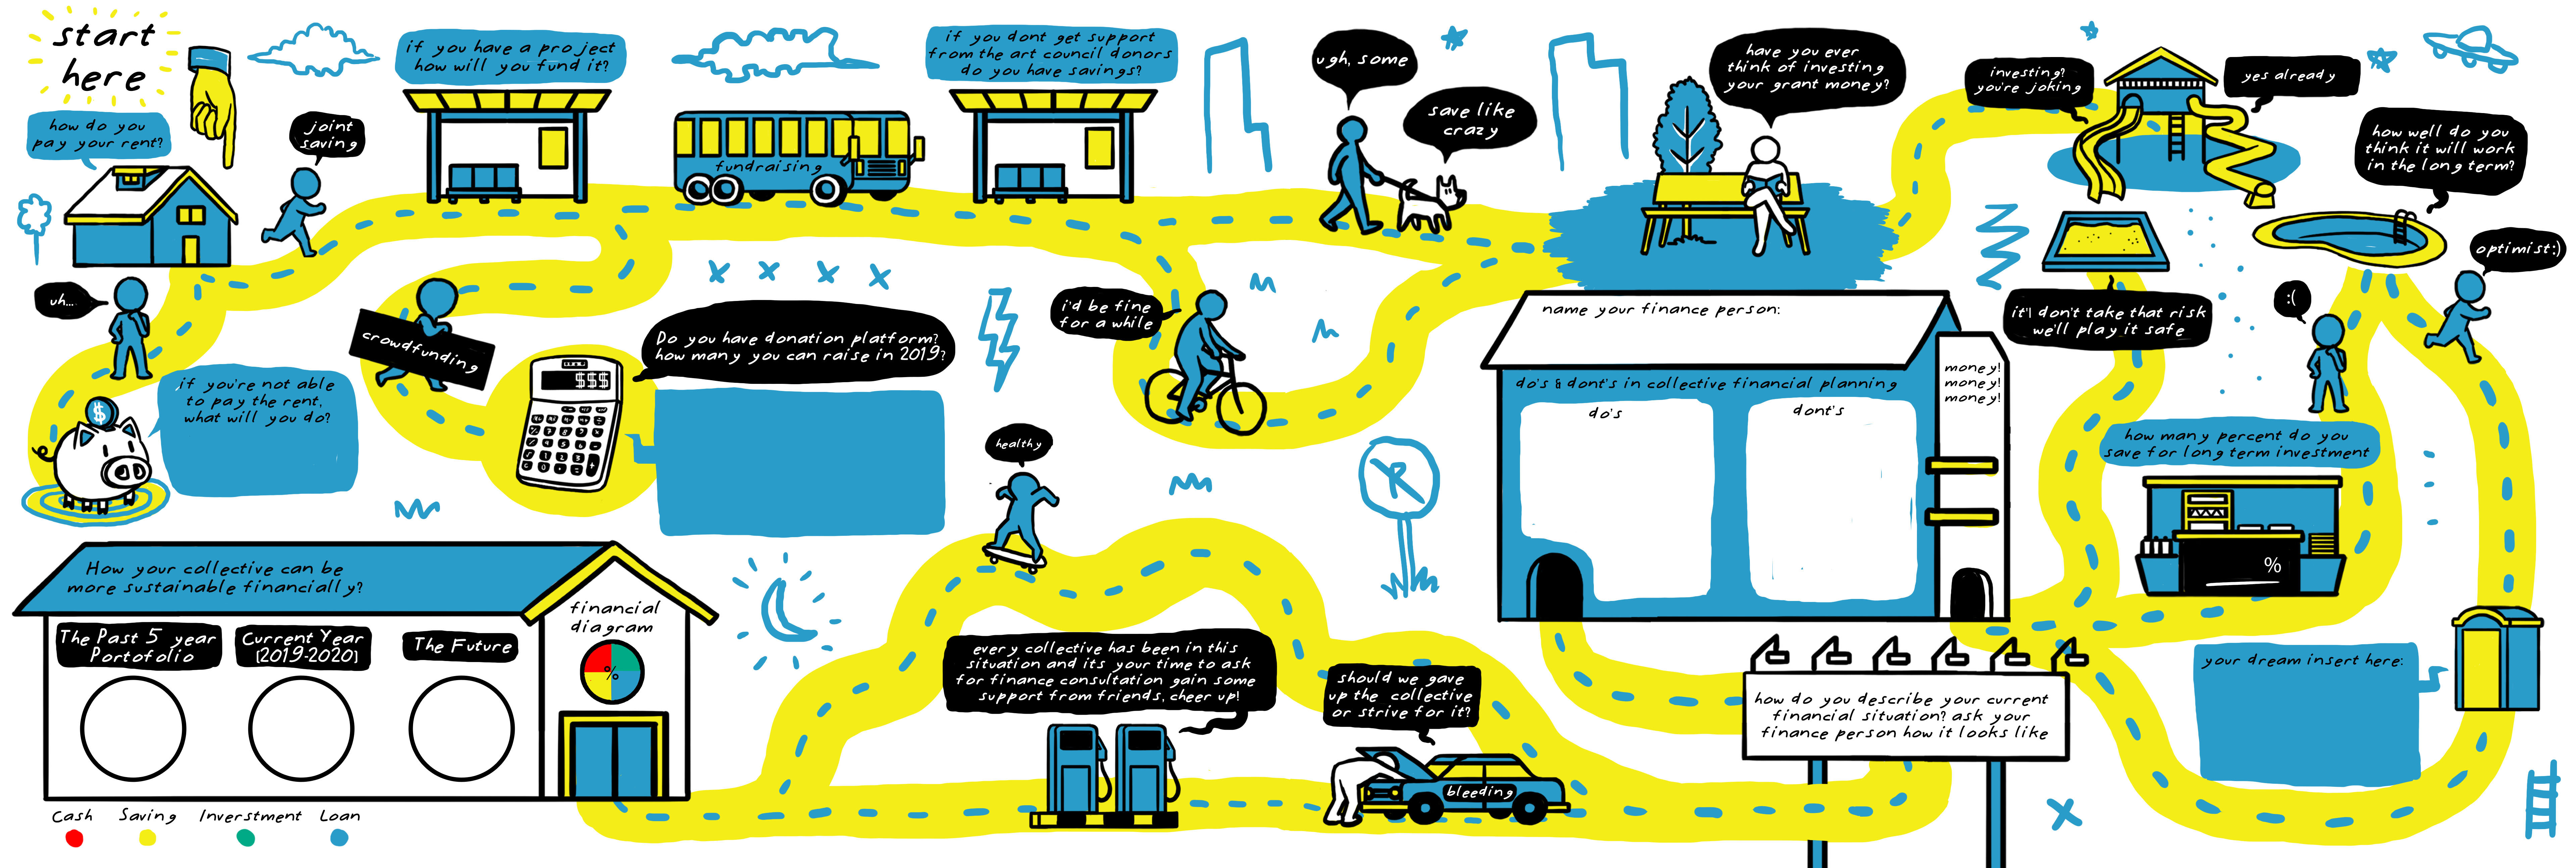 start
here
how do you
pay your rent?
joint
saving
if you have a project
how will you fund it?
fundraising
if you dont get support
from the art council donors
do you have savings?
ugh, some
save like
crazy
have you ever
think of investing
your grant money?
investing?
you're joking
yes already
how well do you
think it will work
in the long term?
optimist:)
:(
it'l don't take that risk
we'll play it safe
uh...
if you're not able
to pay the rent,
what will you do?
$
crowdfunding
$$$
Do you have donation platform?
how many you can raise in 2019?
i'd be fine
for a while
name your finance person:
do's & dont's in collective financial planning
do's
dont's
money!
money!
money!
how many percent do you
save for long term investment
%
your dream insert here:
how do you describe your current
financial situation? ask your
finance person how it looks like
R
healthy
every collective has been in this
situation and its your time to ask
for finance consultation gain some
support from friends, cheer up!
should we gave
up the collective
or strive for it?
bleeding
How your collective can be
more sustainable financially?
The Past 5 year
Portofolio
Current Year
[2019-2020]
The Future
financial
diagram
%
Cash Saving Inverstment Loan